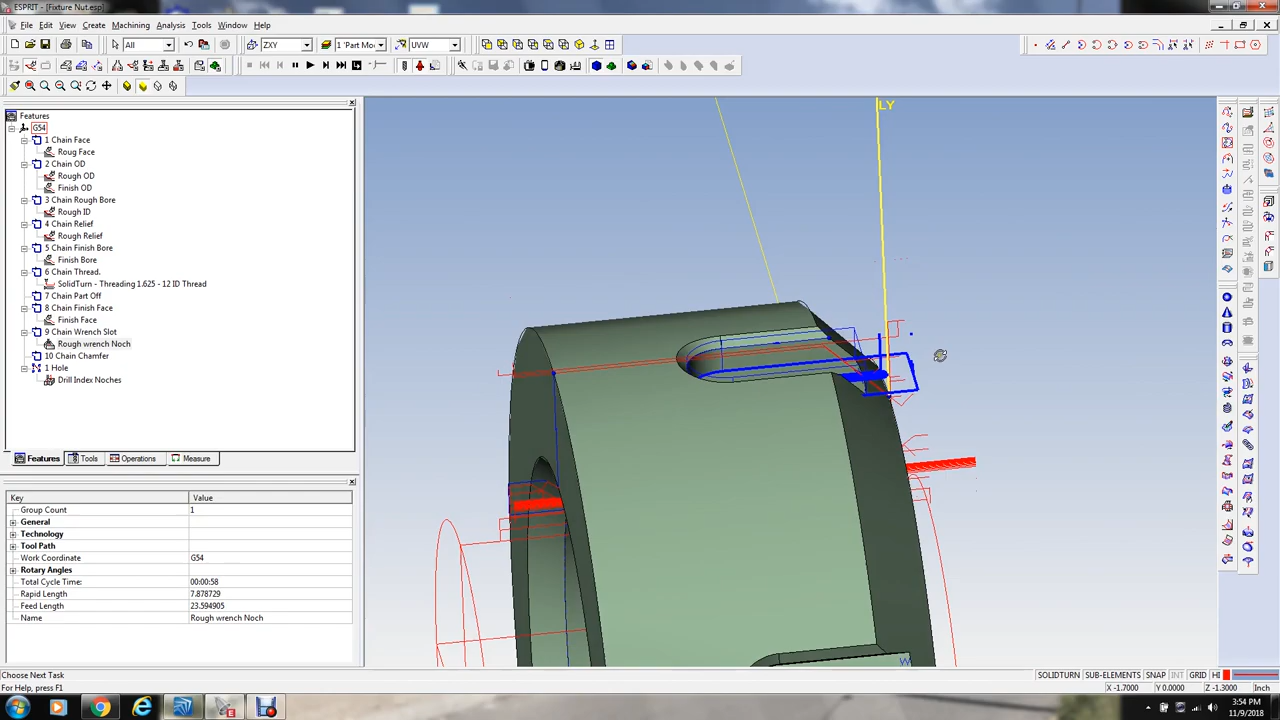 ESPRIT - [Fixture Nut.esp]
File Edit View Create Machining Analysis Tools Window Help
All ZXY 1 'Part Mo UVW
Features
G54
1 Chain Face
Roug Face
2 Chain OD
Rough OD
Finish OD
3 Chain Rough Bore
Rough ID
4 Chain Relief
Rough Relief
5 Chain Finish Bore
Finish Bore
6 Chain Thread.
SolidTurn - Threading 1.625 - 12 ID Thread
7 Chain Part Off
8 Chain Finish Face
Finish Face
9 Chain Wrench Slot
Rough wrench Noch
10 Chain Chamfer
1 Hole
Drill Index Noches
Features Tools Operations Measure
Key Value
Group Count 1
General
Technology
Tool Path
Work Coordinate G54
Rotary Angles
Total Cycle Time: 00:00:58
Rapid Length 7.878729
Feed Length 23.594905
Name Rough wrench Noch
LY
W
Choose Next Task
SOLIDTURN SUB-ELEMENTS SNAP INT GRID HI
For Help, press F1
X -1.7000 Y 0.0000 Z -1.3000 Inch
3:54 PM
11/9/2018